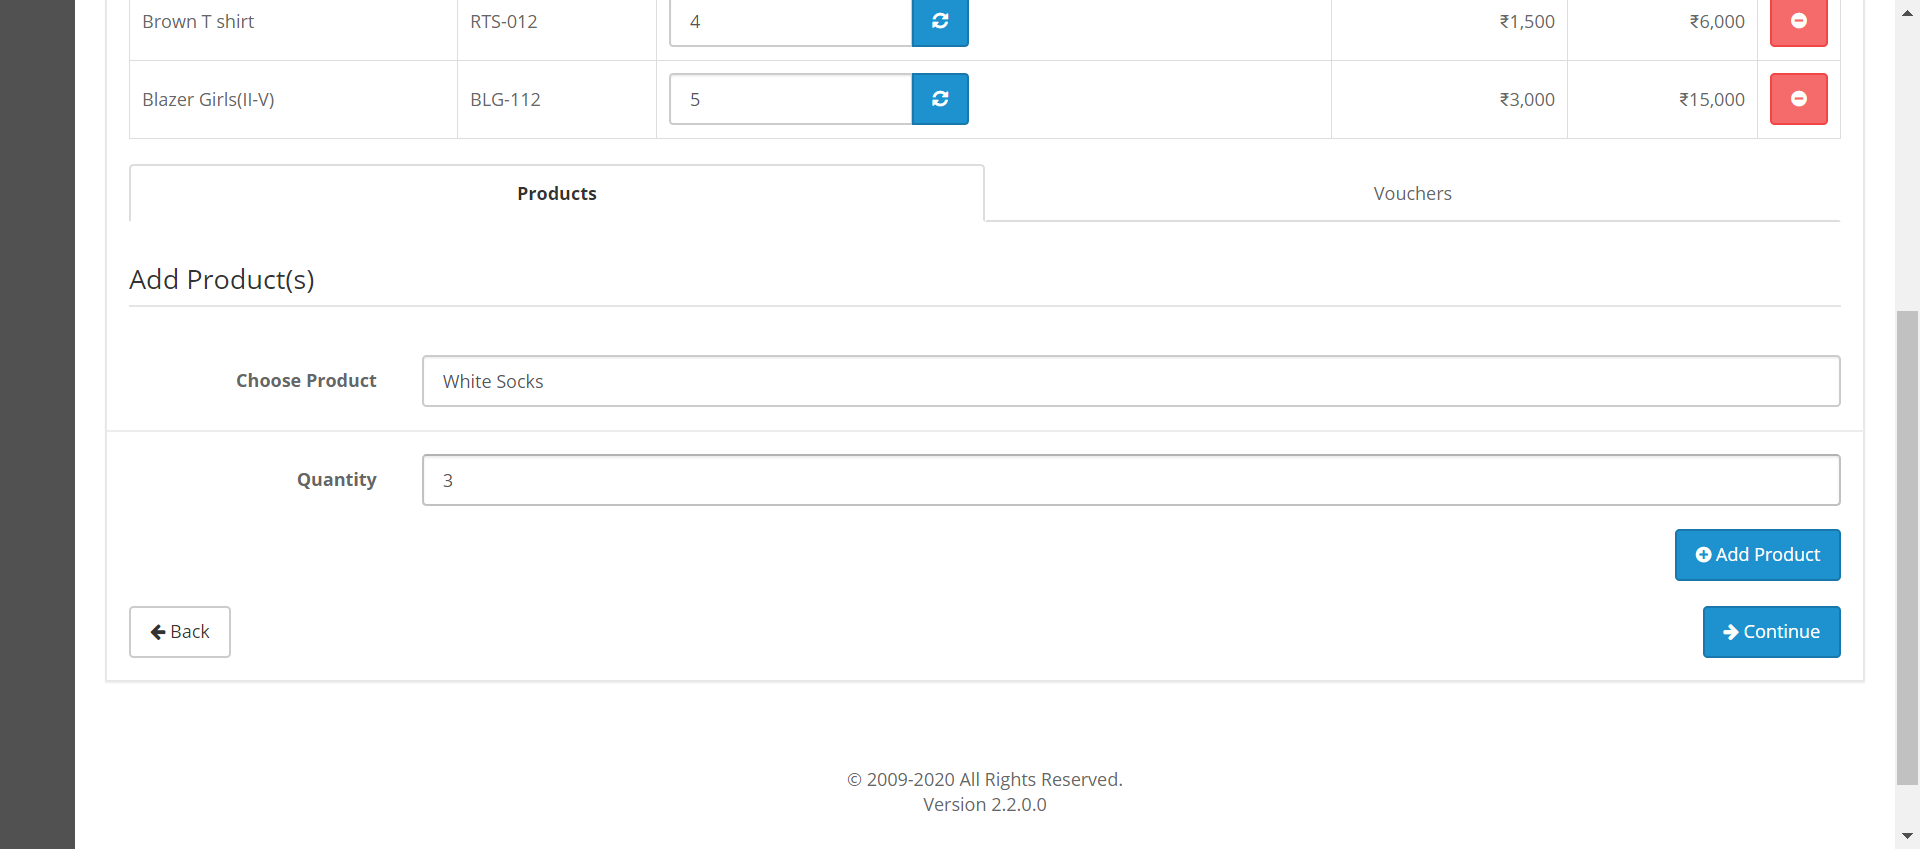 Brown T shirt RTS-012 4 ₹1,500 ₹6,000
Blazer Girls(II-V) BLG-112 5 ₹3,000 ₹15,000
Products Vouchers
Add Product(s)
Choose Product White Socks
Quantity 3
Add Product
Back Continue
© 2009-2020 All Rights Reserved.
Version 2.2.0.0